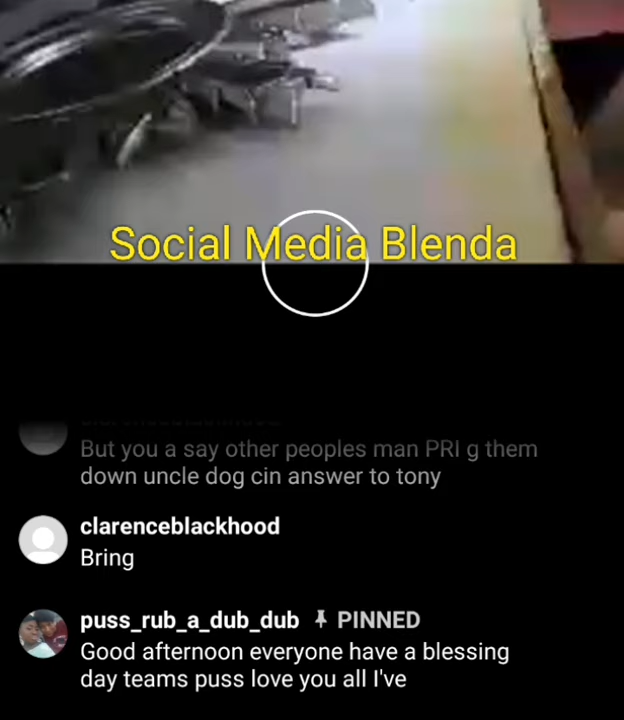 Social Media Blenda
But you a say other peoples man PRI g them
down uncle dog cin answer to tony
clarenceblackhood
Bring
puss_rub_a_dub_dub PINNED
Good afternoon everyone have a blessing
day teams puss love you all I've